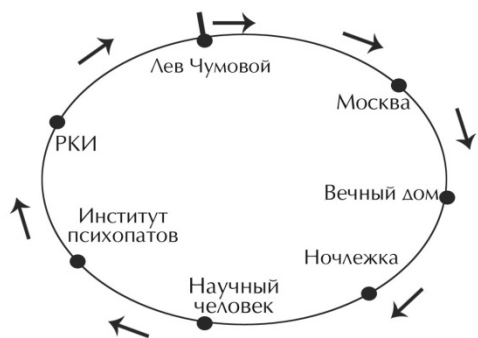 Лев Чумовой
Москва
РКИ
Вечный дом
Институт
психопатов
Ночлежка
Научный
человек